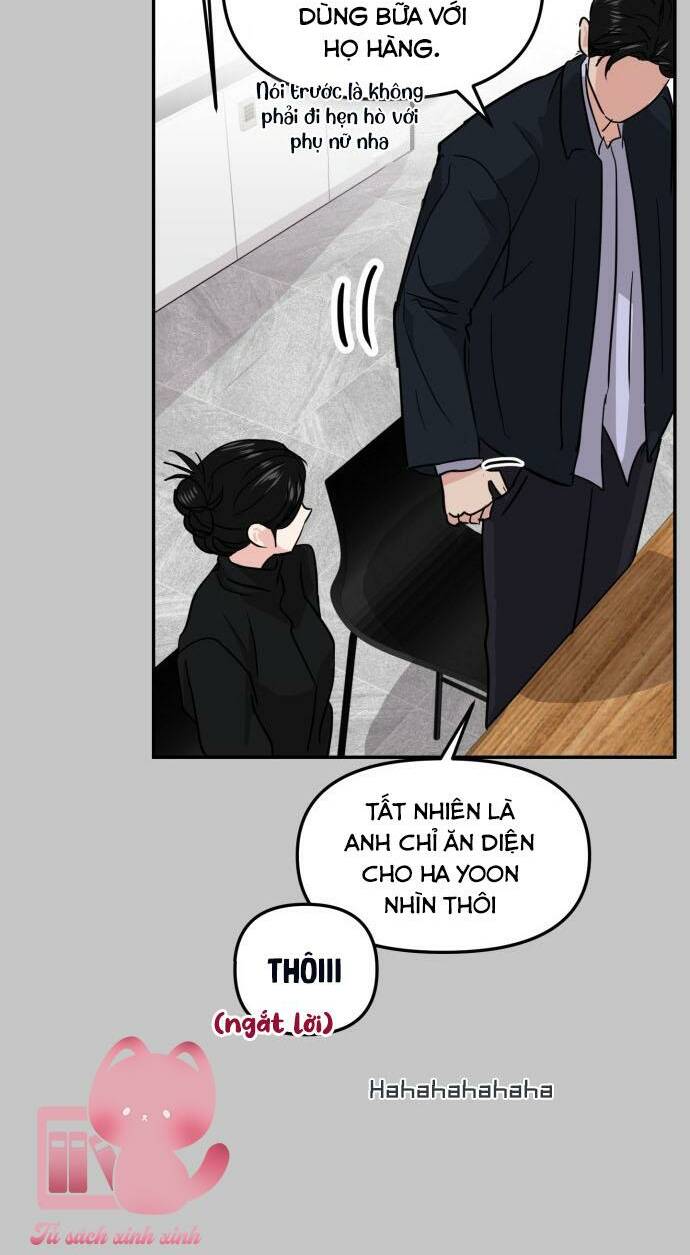 DÙNG BỮA VỚI
HỌ HÀNG.
Nói trước là không
phải đi hẹn hò với
phụ nữ nha
TẤT NHIÊN LÀ
ANH CHỈ ĂN DIỆN
CHO HA YOON
NHÌN THÔI
THÔIII
(ngắt lời)
Hahahahahaha
Tủ sách xinh xinh